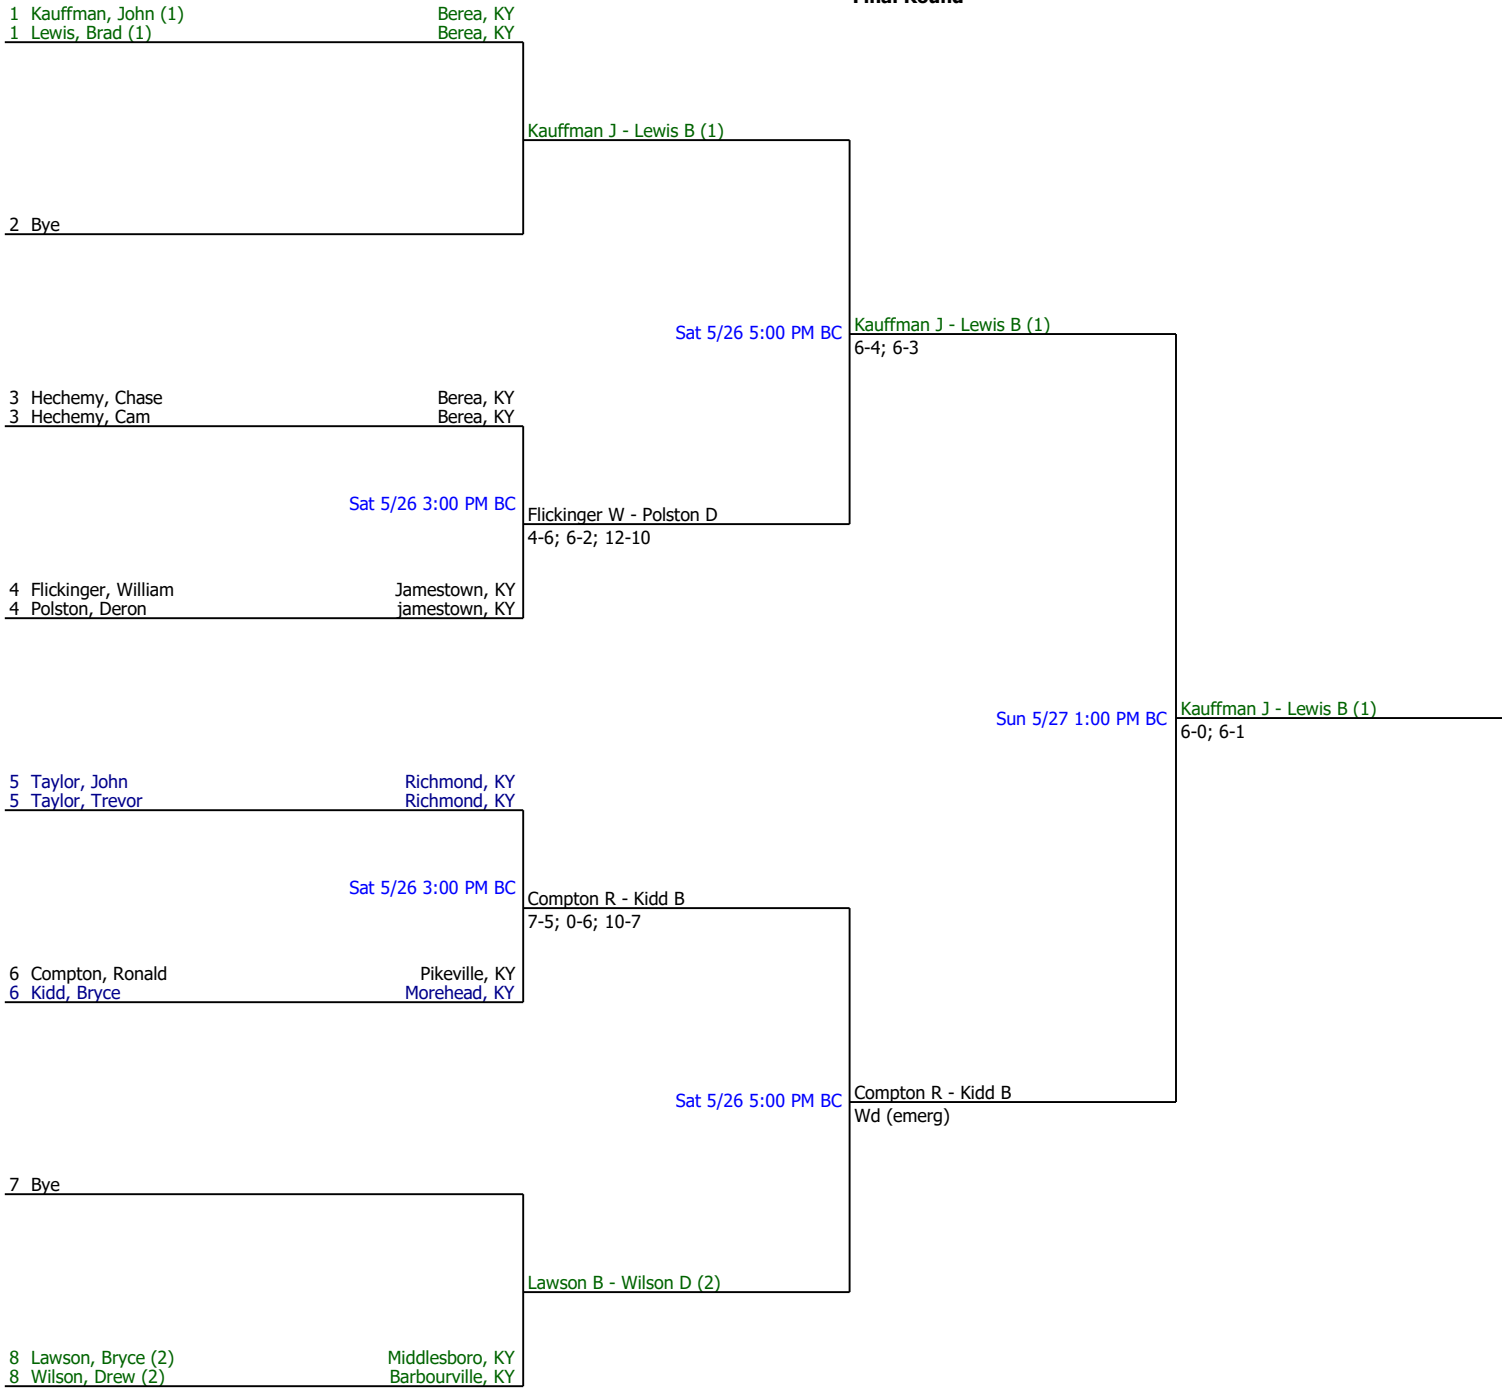 Final Round
1 Kauffman, John (1) Berea, KY
1 Lewis, Brad (1) Berea, KY
Kauffman J - Lewis B (1)
2 Bye
Sat 5/26 5:00 PM BC
Kauffman J - Lewis B (1)
6-4; 6-3
3 Hechemy, Chase Berea, KY
3 Hechemy, Cam Berea, KY
Sat 5/26 3:00 PM BC
Flickinger W - Polston D
4-6; 6-2; 12-10
4 Flickinger, William Jamestown, KY
4 Polston, Deron jamestown, KY
Sun 5/27 1:00 PM BC
Kauffman J - Lewis B (1)
6-0; 6-1
5 Taylor, John Richmond, KY
5 Taylor, Trevor Richmond, KY
Sat 5/26 3:00 PM BC
Compton R - Kidd B
7-5; 0-6; 10-7
6 Compton, Ronald Pikeville, KY
6 Kidd, Bryce Morehead, KY
Sat 5/26 5:00 PM BC
Compton R - Kidd B
Wd (emerg)
7 Bye
Lawson B - Wilson D (2)
8 Lawson, Bryce (2) Middlesboro, KY
8 Wilson, Drew (2) Barbourville, KY